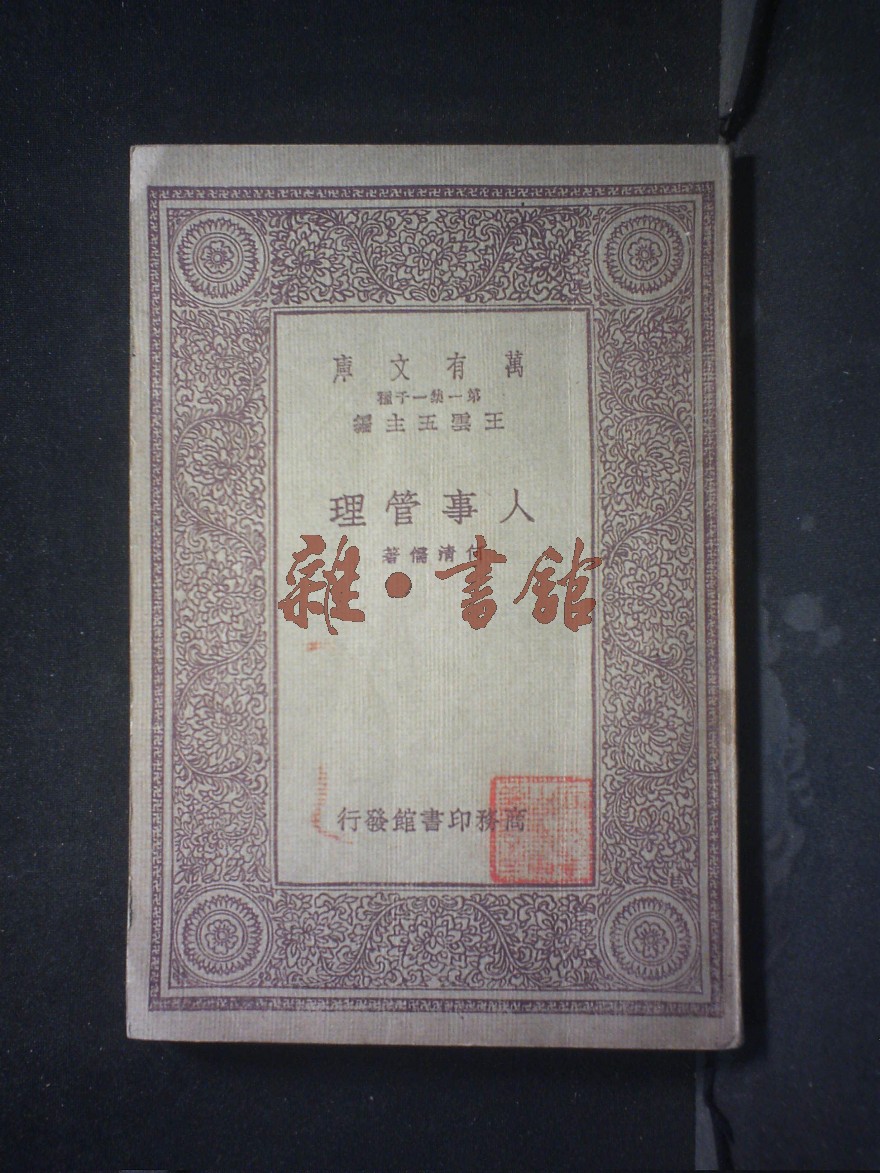 萬有文庫
第一集一千種
王雲五主編
人事管理
何清儒著
雜·書館
商務印書館發行